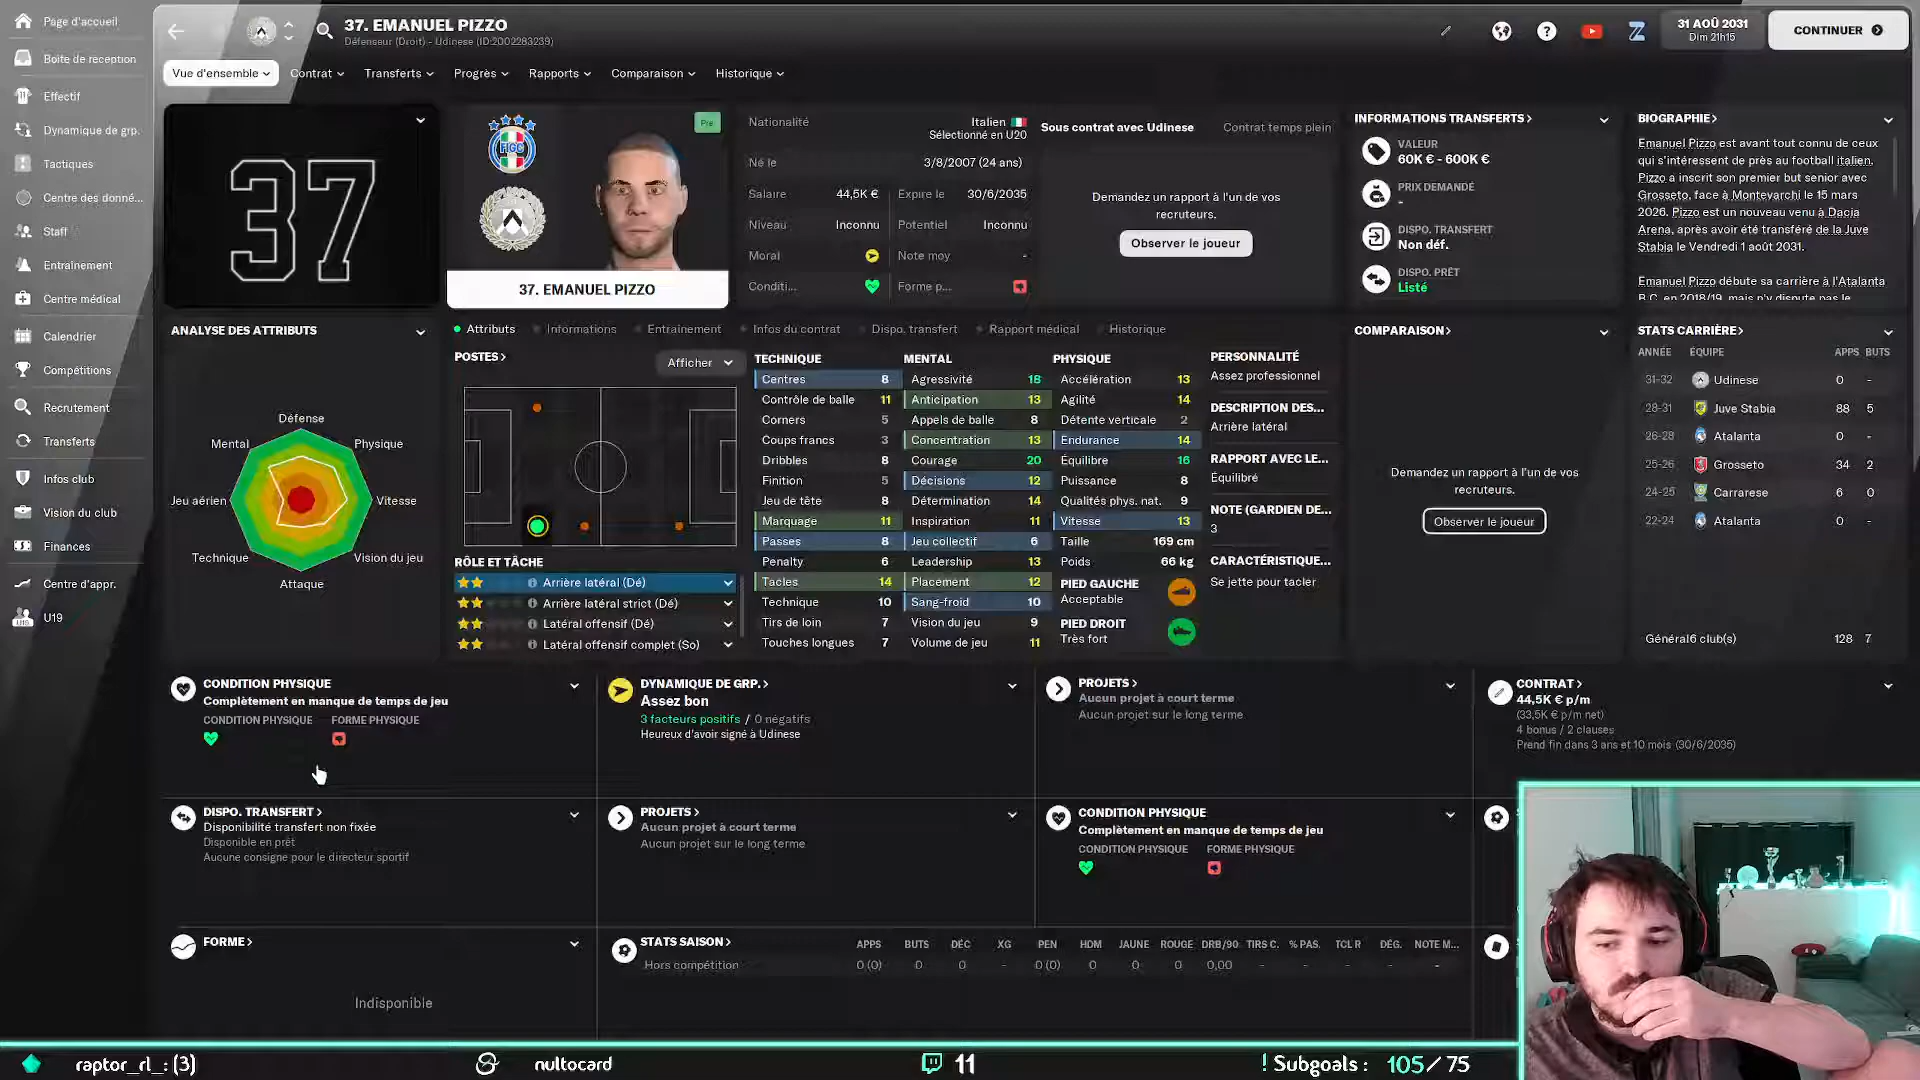 Page d'accueil
Boîte de réception
Effectif
Dynamique de grp.
Tactiques
Centre des donné...
Staff
Entraînement
Centre médical
Calendrier
Compétitions
Recrutement
Transferts
Infos club
Vision du club
Finances
Centre d'appr.
U19
37. EMANUEL PIZZO
Défenseur (Droit) - Udinese (ID:2002283239)
31 AOÛ 2031
Dim 21h15
CONTINUER
Vue d'ensemble
Contrat
Transferts
Progrès
Rapports
Comparaison
Historique
37
FIGC
Pre
37. EMANUEL PIZZO
Nationalité
Italien
Sélectionné en U20
Né le
3/8/2007 (24 ans)
Salaire 44,5K € Expire le 30/6/2035
Niveau Inconnu Potentiel Inconnu
Moral Note moy -
Conditi... Forme p...
Sous contrat avec Udinese
Contrat temps plein
Demandez un rapport à l'un de vos
recruteurs.
Observer le joueur
INFORMATIONS TRANSFERTS>
VALEUR
60K € - 600K €
PRIX DEMANDÉ
-
DISPO. TRANSFERT
Non déf.
DISPO. PRÊT
Listé
BIOGRAPHIE>
Emanuel Pizzo est avant tout connu de ceux
qui s'intéressent de près au football italien.
Pizzo a inscrit son premier but senior avec
Grosseto, face à Montevarchi le 15 mars
2026. Pizzo est un nouveau venu à Dacia
Arena, après avoir été transféré de la Juve
Stabia le Vendredi 1 août 2031.
Emanuel Pizzo débute sa carrière à l'Atalanta
B.C. en 2018/19, mais n'y dispute pas le
ANALYSE DES ATTRIBUTS
Défense
Mental
Physique
Jeu aérien
Vitesse
Technique
Vision du jeu
Attaque
Attributs
Informations
Entraînement
Infos du contrat
Dispo. transfert
Rapport médical
Historique
POSTES>
Afficher
RÔLE ET TÂCHE
Arrière latéral (Dé)
Arrière latéral strict (Dé)
Latéral offensif (Dé)
Latéral offensif complet (So)
TECHNIQUE
Centres 8
Contrôle de balle 11
Corners 5
Coups francs 3
Dribbles 8
Finition 5
Jeu de tête 8
Marquage 11
Passes 8
Penalty 6
Tacles 14
Technique 10
Tirs de loin 7
Touches longues 7
MENTAL
Agressivité 18
Anticipation 13
Appels de balle 8
Concentration 13
Courage 20
Décisions 12
Détermination 14
Inspiration 11
Jeu collectif 6
Leadership 13
Placement 12
Sang-froid 10
Vision du jeu 9
Volume de jeu 11
PHYSIQUE
Accélération 13
Agilité 14
Détente verticale 2
Endurance 14
Équilibre 16
Puissance 8
Qualités phys. nat. 9
Vitesse 13
Taille 169 cm
Poids 66 kg
PIED GAUCHE
Acceptable
PIED DROIT
Très fort
PERSONNALITÉ
Assez professionnel
DESCRIPTION DES...
Arrière latéral
RAPPORT AVEC LE...
Équilibré
NOTE (GARDIEN DE...
3
CARACTÉRISTIQUE...
Se jette pour tacler
COMPARAISON>
Demandez un rapport à l'un de vos
recruteurs.
Observer le joueur
STATS CARRIÈRE>
ANNÉE ÉQUIPE APPS BUTS
31-32 Udinese 0 -
28-31 Juve Stabia 88 5
26-28 Atalanta 0 -
25-26 Grosseto 34 2
24-25 Carrarese 6 0
22-24 Atalanta 0 -
Général6 club(s) 128 7
CONDITION PHYSIQUE
Complètement en manque de temps de jeu
CONDITION PHYSIQUE FORME PHYSIQUE
DYNAMIQUE DE GRP.>
Assez bon
3 facteurs positifs / 0 négatifs
Heureux d'avoir signé à Udinese
PROJETS>
Aucun projet à court terme
Aucun projet sur le long terme
CONTRAT>
44,5K € p/m
(33,5K € p/m net)
4 bonus / 2 clauses
Prend fin dans 3 ans et 10 mois (30/6/2035)
DISPO. TRANSFERT>
Disponibilité transfert non fixée
Disponible en prêt
Aucune consigne pour le directeur sportif
PROJETS>
Aucun projet à court terme
Aucun projet sur le long terme
CONDITION PHYSIQUE
Complètement en manque de temps de jeu
CONDITION PHYSIQUE FORME PHYSIQUE
FORME>
Indisponible
STATS SAISON> APPS BUTS DÉC XG PEN HDM JAUNE ROUGE DRB/90 TIRS C. % PAS. TCL R DÉG. NOTE M...
Hors compétition 0 (0) 0 0 - 0 (0) 0 0 0 0,00 - - - - -
raptor_rl_: (3)
nultocard
11
! Subgoals : 105 / 75